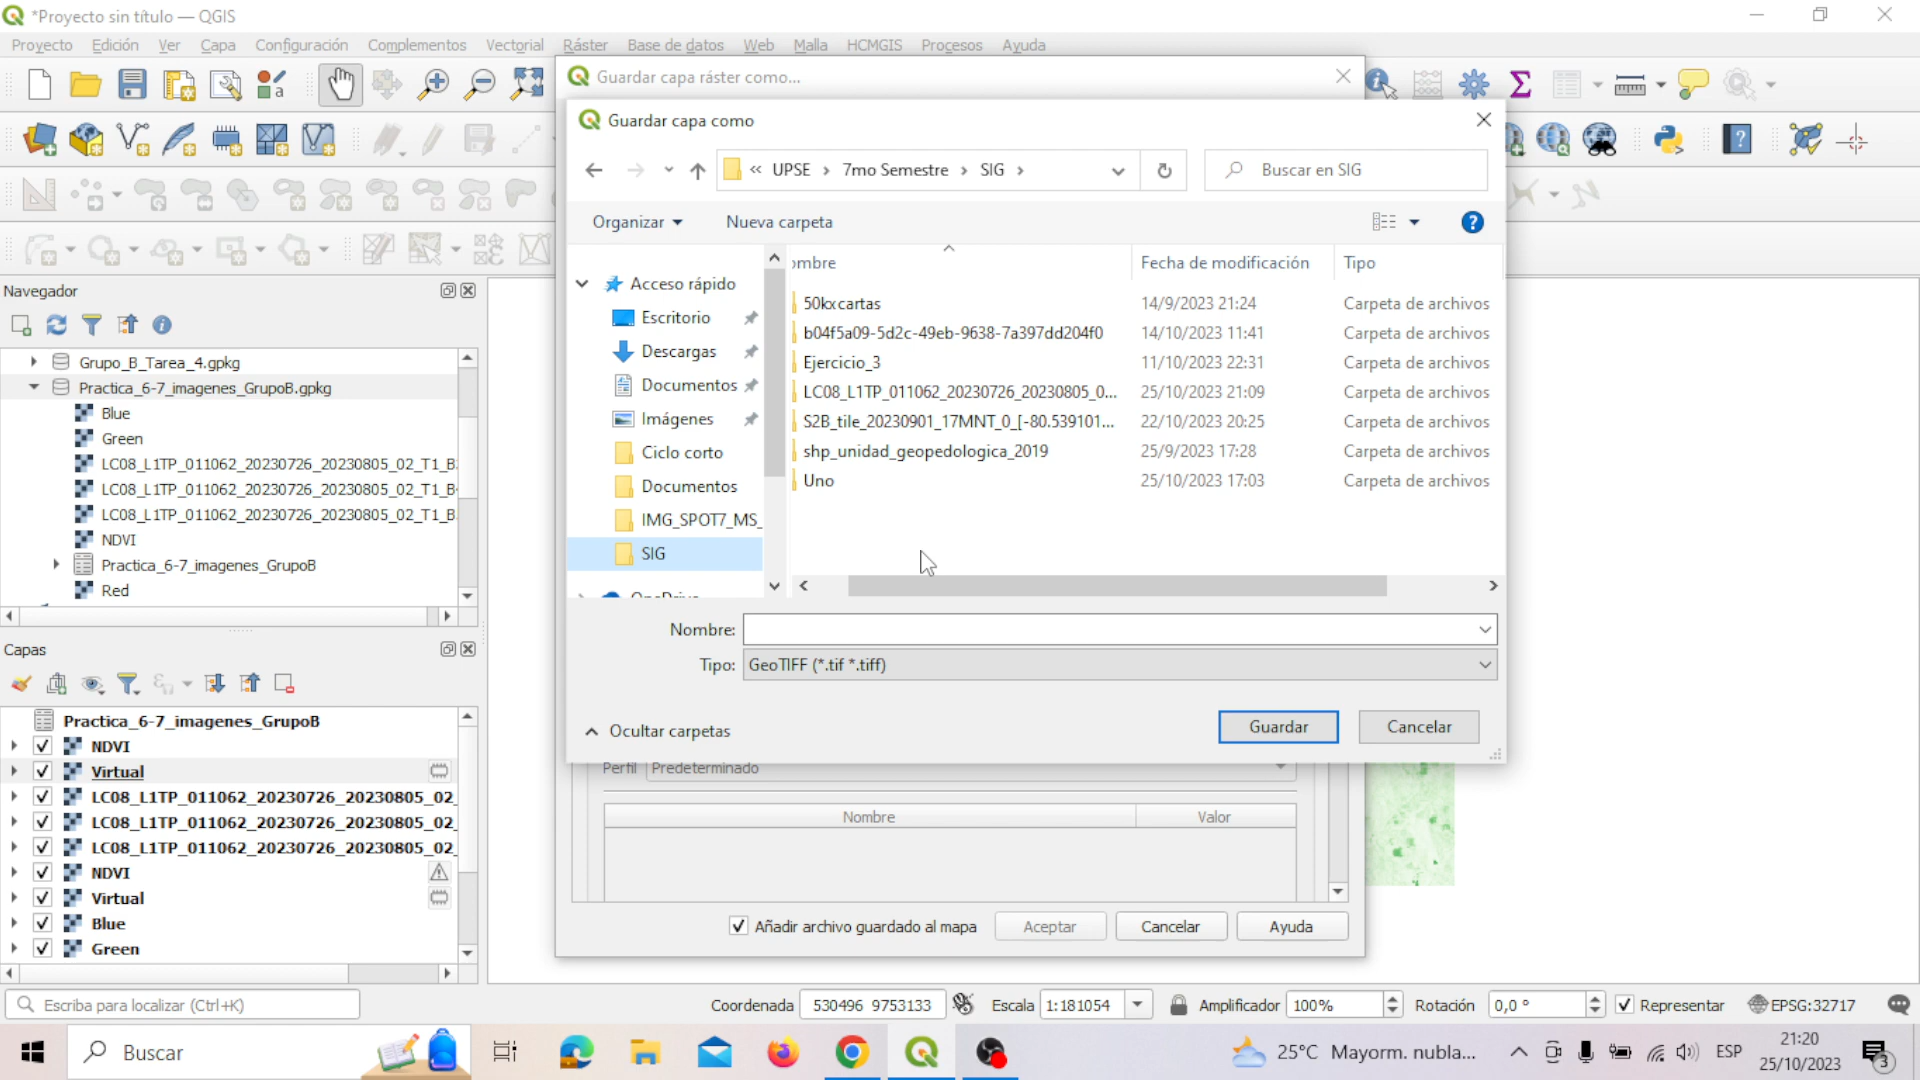 *Proyecto sin título — QGIS
Proyecto Edición Ver Capa Configuración Complementos Vectorial Ráster Base de datos Web Malla HCMGIS Procesos Ayuda
Guardar capa ráster como...
Guardar capa como
« UPSE › 7mo Semestre › SIG ›
Buscar en SIG
Organizar
Nueva carpeta
ombre
Fecha de modificación
Tipo
Acceso rápido
Escritorio
Descargas
Documentos
Imágenes
Ciclo corto
Documentos
IMG_SPOT7_MS_
SIG
OneDrive
50kxcartas 14/9/2023 21:24 Carpeta de archivos
b04f5a09-5d2c-49eb-9638-7a397dd204f0 14/10/2023 11:41 Carpeta de archivos
Ejercicio_3 11/10/2023 22:31 Carpeta de archivos
LC08_L1TP_011062_20230726_20230805_0... 25/10/2023 21:09 Carpeta de archivos
S2B_tile_20230901_17MNT_0_[-80.539101... 22/10/2023 20:25 Carpeta de archivos
shp_unidad_geopedologica_2019 25/9/2023 17:28 Carpeta de archivos
Uno 25/10/2023 17:03 Carpeta de archivos
Nombre:
Tipo: GeoTIFF (*.tif *.tiff)
Ocultar carpetas
Guardar
Cancelar
Perfil Predeterminado
Nombre
Valor
Añadir archivo guardado al mapa
Aceptar
Cancelar
Ayuda
Navegador
Grupo_B_Tarea_4.gpkg
Practica_6-7_imagenes_GrupoB.gpkg
Blue
Green
LC08_L1TP_011062_20230726_20230805_02_T1_B
LC08_L1TP_011062_20230726_20230805_02_T1_B
LC08_L1TP_011062_20230726_20230805_02_T1_B
NDVI
Practica_6-7_imagenes_GrupoB
Red
Capas
Practica_6-7_imagenes_GrupoB
NDVI
Virtual
LC08_L1TP_011062_20230726_20230805_02_
LC08_L1TP_011062_20230726_20230805_02_
LC08_L1TP_011062_20230726_20230805_02_
NDVI
Virtual
Blue
Green
Escriba para localizar (Ctrl+K)
Coordenada 530496 9753133
Escala 1:181054
Amplificador 100%
Rotación 0,0 °
Representar
EPSG:32717
Buscar
25°C Mayorm. nubla...
ESP
21:20
25/10/2023
3